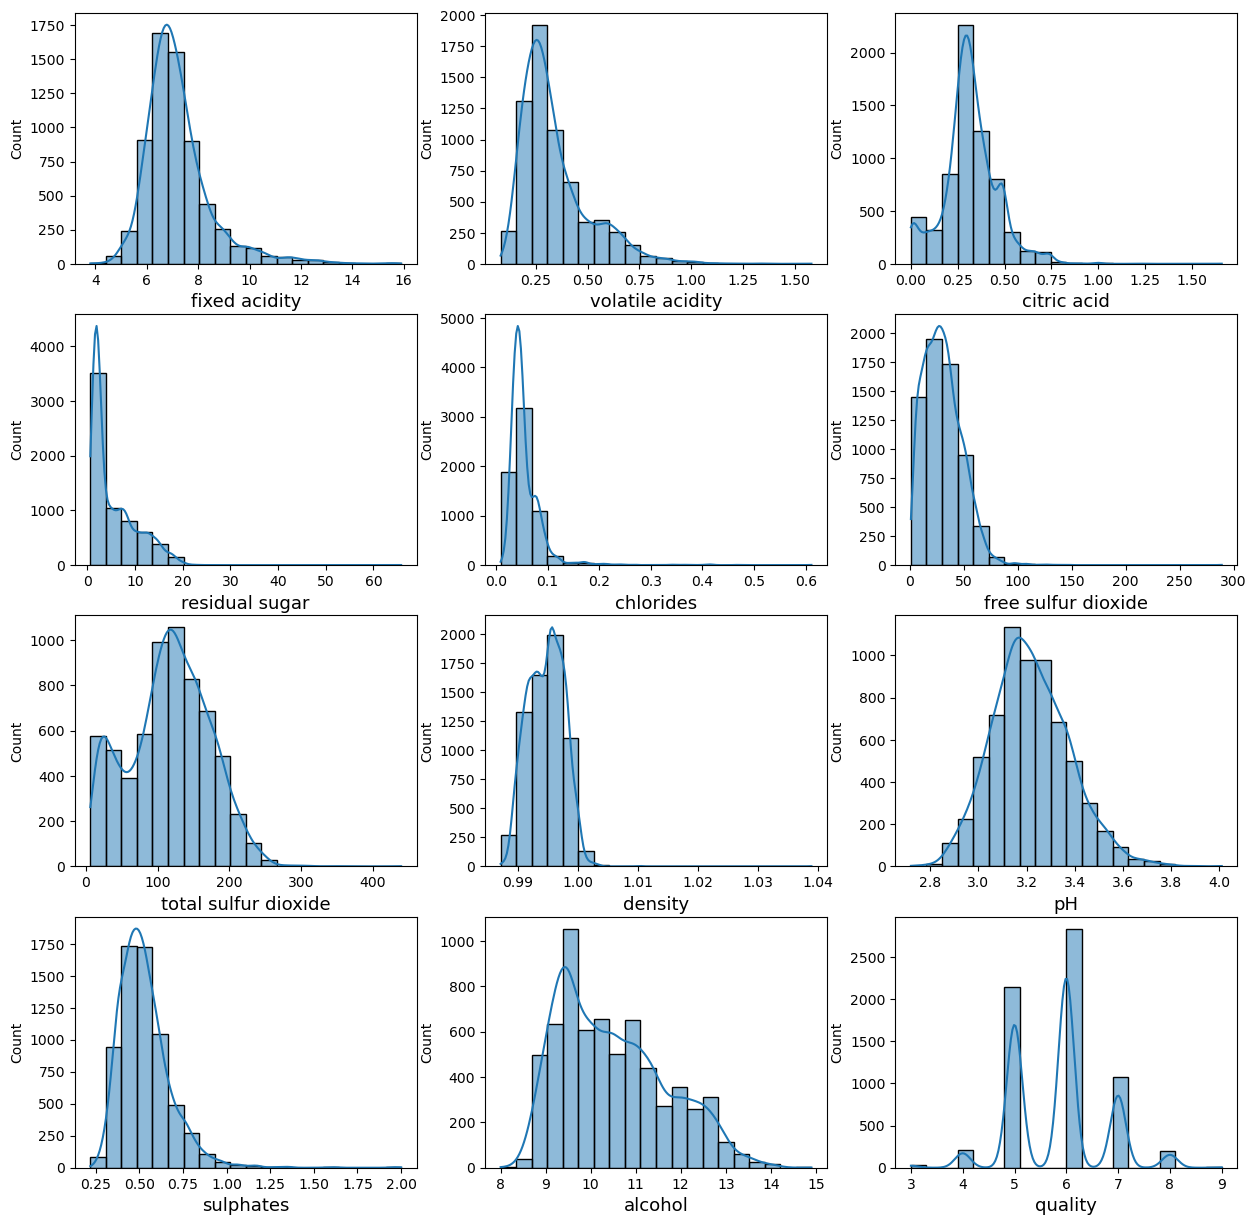 1750
1500
1250
1000
750
500
250
0
Count
4 6 8 10 12 14 16
fixed acidity
2000
1750
1500
1250
1000
750
500
250
0
Count
0.25 0.50 0.75 1.00 1.25 1.50
volatile acidity
2000
1500
1000
500
0
Count
0.00 0.25 0.50 0.75 1.00 1.25 1.50
citric acid
4000
3000
2000
1000
0
Count
0 10 20 30 40 50 60
residual sugar
5000
4000
3000
2000
1000
0
Count
0.0 0.1 0.2 0.3 0.4 0.5 0.6
chlorides
2000
1750
1500
1250
1000
750
500
250
0
Count
0 50 100 150 200 250 300
free sulfur dioxide
1000
800
600
400
200
0
Count
0 100 200 300 400
total sulfur dioxide
2000
1750
1500
1250
1000
750
500
250
0
Count
0.99 1.00 1.01 1.02 1.03 1.04
density
1000
800
600
400
200
0
Count
2.8 3.0 3.2 3.4 3.6 3.8 4.0
pH
1750
1500
1250
1000
750
500
250
0
Count
0.25 0.50 0.75 1.00 1.25 1.50 1.75 2.00
sulphates
1000
800
600
400
200
0
Count
8 9 10 11 12 13 14 15
alcohol
2500
2000
1500
1000
500
0
Count
3 4 5 6 7 8 9
quality